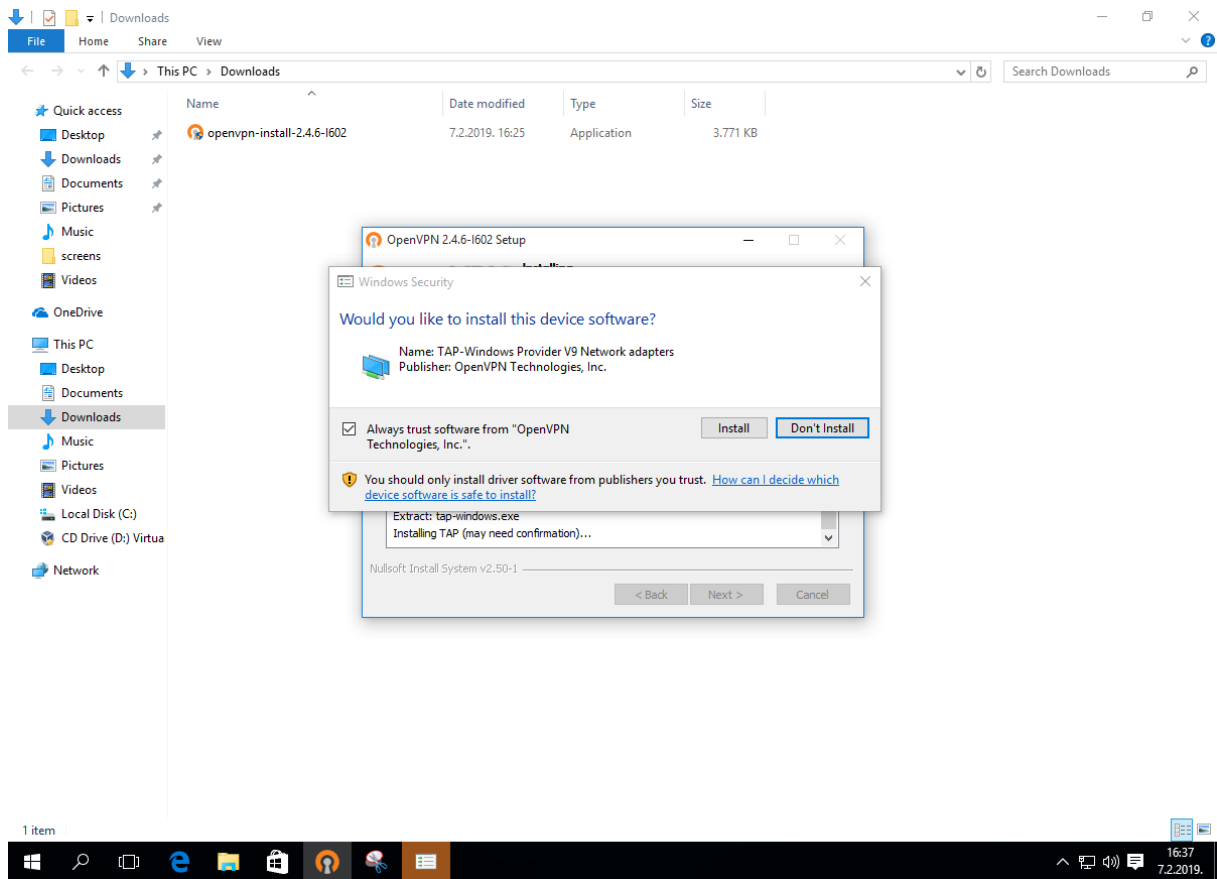 Downloads
File Home Share View
This PC Downloads
Search Downloads
Name Date modified Type Size
openvpn-install-2.4.6-I602 7.2.2019. 16:25 Application 3.771 KB
Quick access
Desktop
Downloads
Documents
Pictures
Music
screens
Videos
OneDrive
This PC
Desktop
Documents
Downloads
Music
Pictures
Videos
Local Disk (C:)
CD Drive (D:) Virtua
Network
OpenVPN 2.4.6-I602 Setup
Windows Security
Would you like to install this device software?
Name: TAP-Windows Provider V9 Network adapters
Publisher: OpenVPN Technologies, Inc.
Always trust software from "OpenVPN
Technologies, Inc.".
Install Don't Install
You should only install driver software from publishers you trust. How can I decide which
device software is safe to install?
Extract: tap-windows.exe
Installing TAP (may need confirmation)...
Nullsoft Install System v2.50-1
< Back Next > Cancel
1 item
16:37
7.2.2019.